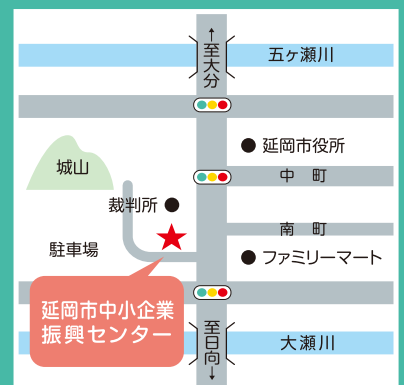 ←至大分
五ヶ瀬川
延岡市役所
城山
中 町
裁判所
南 町
駐車場
ファミリーマート
延岡市中小企業
振興センター
至日向→
大瀬川